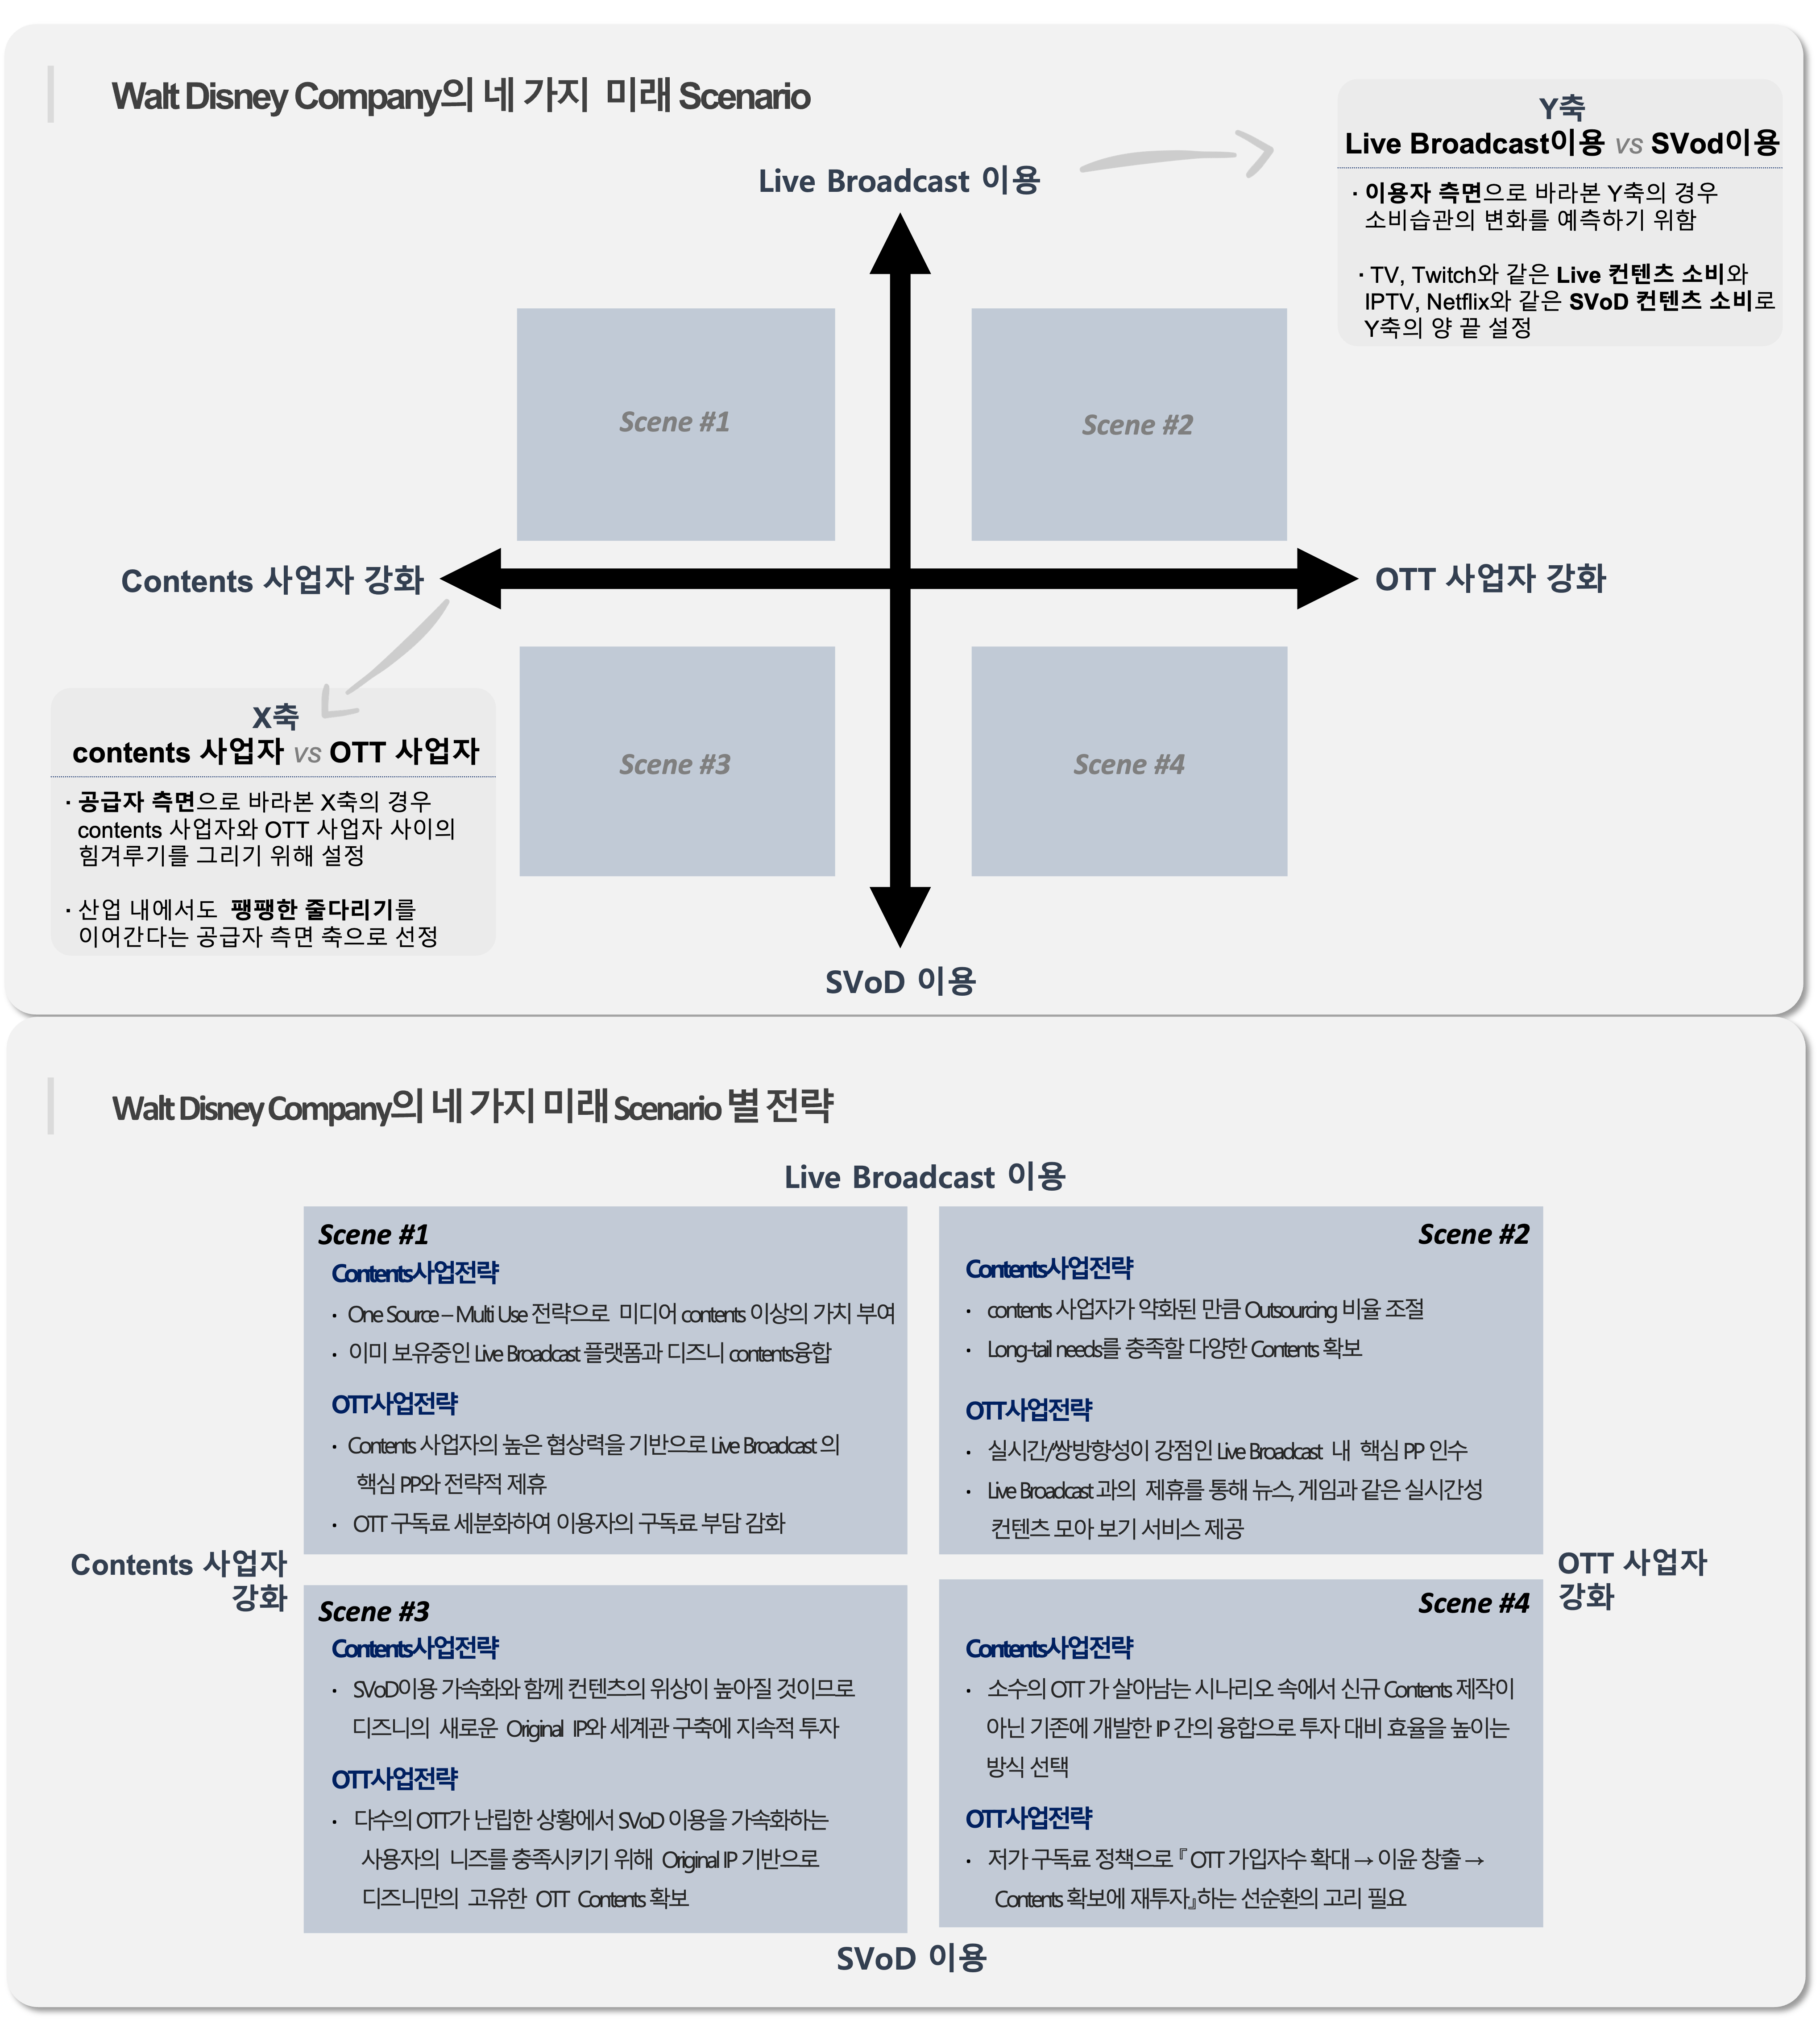 Walt Disney Company의 네 가지 미래 Scenario
Y축
Live Broadcast이용 vs SVod이용
· 이용자 측면으로 바라본 Y축의 경우
소비습관의 변화를 예측하기 위함
· TV, Twitch와 같은 Live 컨텐츠 소비와
IPTV, Netflix와 같은 SVoD 컨텐츠 소비로
Y축의 양 끝 설정
Live Broadcast 이용
Scene #1
Scene #2
Contents 사업자 강화
OTT 사업자 강화
X축
contents 사업자 vs OTT 사업자
· 공급자 측면으로 바라본 X축의 경우
contents 사업자와 OTT 사업자 사이의
힘겨루기를 그리기 위해 설정
· 산업 내에서도 팽팽한 줄다리기를
이어간다는 공급자 측면 축으로 선정
Scene #3
Scene #4
SVoD 이용
Walt Disney Company의 네 가지 미래 Scenario 별 전략
Live Broadcast 이용
Scene #1
Contents사업전략
· One Source – Multi Use 전략으로 미디어 contents 이상의 가치 부여
· 이미 보유중인 Live Broadcast 플랫폼과 디즈니 contents융합
OTT사업전략
· Contents 사업자의 높은 협상력을 기반으로 Live Broadcast 의
핵심 PP와 전략적 제휴
· OTT 구독료 세분화하여 이용자의 구독료 부담 감화
Scene #2
Contents사업전략
· contents 사업자가 약화된 만큼 Outsourcing 비율 조절
· Long-tail needs를 충족할 다양한 Contents 확보
OTT사업전략
· 실시간/쌍방향성이 강점인 Live Broadcast 내 핵심 PP 인수
· Live Broadcast 과의 제휴를 통해 뉴스, 게임과 같은 실시간성
컨텐츠 모아 보기 서비스 제공
Contents 사업자
강화
OTT 사업자
강화
Scene #3
Contents사업전략
· SVoD이용 가속화와 함께 컨텐츠의 위상이 높아질 것이므로
디즈니의 새로운 Original IP와 세계관 구축에 지속적 투자
OTT사업전략
· 다수의 OTT가 난립한 상황에서 SVoD 이용을 가속화하는
사용자의 니즈를 충족시키기 위해 Original IP 기반으로
디즈니만의 고유한 OTT Contents 확보
Scene #4
Contents사업전략
· 소수의 OTT 가 살아남는 시나리오 속에서 신규 Contents 제작이
아닌 기존에 개발한 IP 간의 융합으로 투자 대비 효율을 높이는
방식 선택
OTT사업전략
· 저가 구독료 정책으로 『 OTT 가입자수 확대 → 이윤 창출 →
Contents 확보에 재투자』하는 선순환의 고리 필요
SVoD 이용